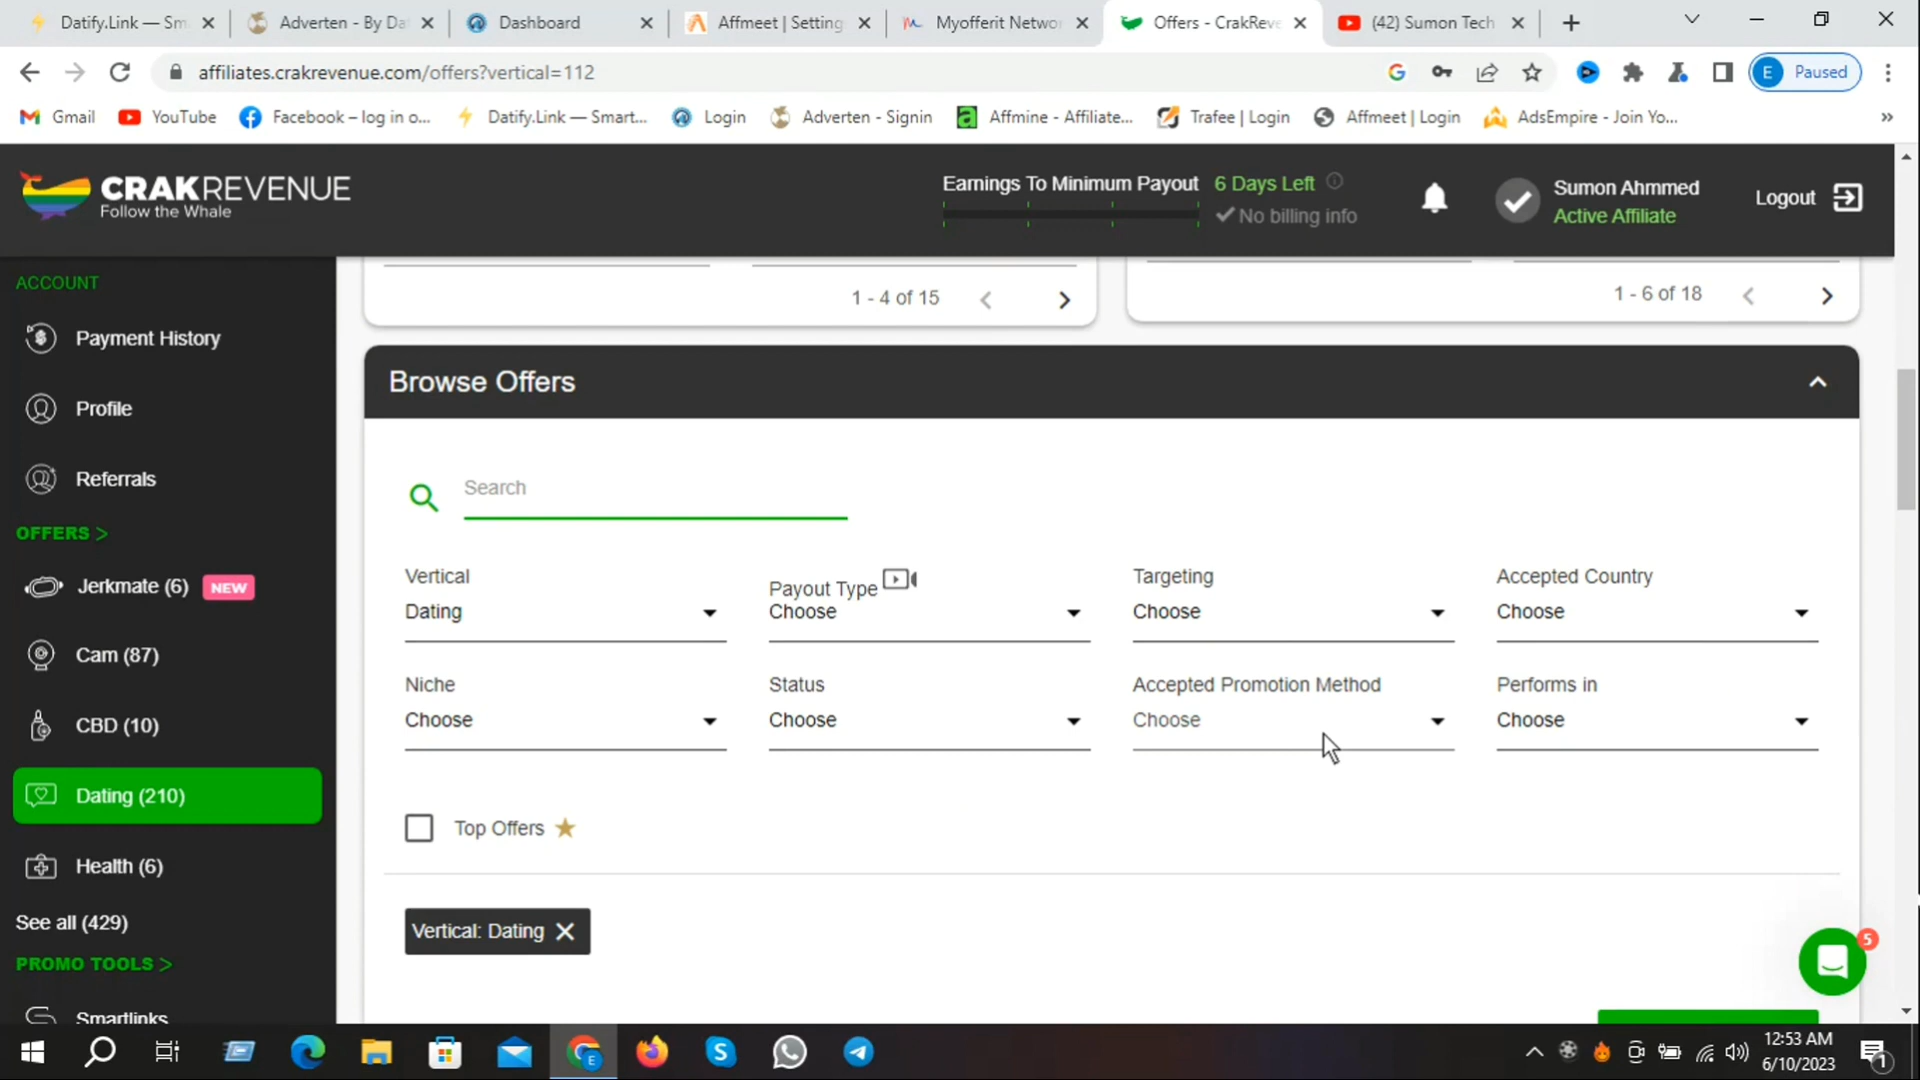 Datify.Link — Sm
Adverten - By Da
Dashboard
Affmeet | Setting
Myofferit Networ
Offers - CrakReve
(42) Sumon Tech
affiliates.crakrevenue.com/offers?vertical=112
E Paused
Gmail
YouTube
Facebook – log in o...
Datify.Link — Smart...
Login
Adverten - Signin
Affmine - Affiliate...
Trafee | Login
Affmeet | Login
AdsEmpire - Join Yo...
»
CRAKREVENUE
Follow the Whale
Earnings To Minimum Payout 6 Days Left
No billing info
Sumon Ahmmed
Active Affiliate
Logout
ACCOUNT
Payment History
Profile
Referrals
OFFERS >
Jerkmate (6) NEW
Cam (87)
CBD (10)
Dating (210)
Health (6)
See all (429)
PROMO TOOLS >
Smartlinks
1 - 4 of 15
1 - 6 of 18
Browse Offers
Search
Vertical
Dating
Payout Type
Choose
Targeting
Choose
Accepted Country
Choose
Niche
Choose
Status
Choose
Accepted Promotion Method
Choose
Performs in
Choose
Top Offers
Vertical: Dating
5
12:53 AM
6/10/2023
1